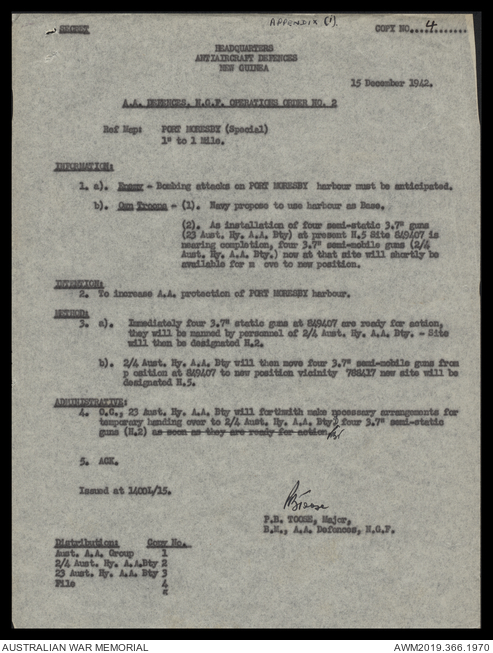 SECRET
APPENDIX (1)
COPY NO. 4
HEADQUARTERS
ANTIAIRCRAFT DEFENCES
NEW GUINEA
15 December 1942.
A.A. DEFENCES, N.G.F. OPERATIONS ORDER NO. 2
Ref Map: PORT MORESBY (Special)
1" to 1 Mile.
INFORMATION:
1. a). Enemy - Bombing attacks on PORT MORESBY harbour must be anticipated.
b). Own Troops - (1). Navy propose to use harbour as Base.
(2). As installation of four semi-static 3.7" guns
(23 Aust. Hy. A.A. Bty) at present H.5 Site 849407 is
nearing completion, four 3.7" semi-mobile guns (2/4
Aust. Hy. A.A. Bty.) now at that site will shortly be
available for m ove to new position.
INTENTION:
2. To increase A.A. protection of PORT MORESBY harbour.
METHOD:
3. a). Immediately four 3.7" static guns at 849407 are ready for action,
they will be manned by personnel of 2/4 Aust. Hy. A.A. Bty. - Site
will then be designated H.2.
b). 2/4 Aust. Hy. A.A. Bty will then move four 3.7" semi-mobile guns from
p osition at 849407 to new position vicinity 788417 new site will be
designated H.5.
ADMINISTRATIVE:
4. O.C., 23 Aust. Hy. A.A. Bty will forthwith make necessary arrangements for
temporary handing over to 2/4 Aust. Hy. A.A. Bty, four 3.7" semi-static
guns (H.2) as soon as they are ready for action.
5. ACK.
Issued at 1400L/15.
P.B. TOOSE, Major,
B.M., A.A. Defences, N.G.F.
Distribution: Copy No.
Aust. A.A. Group 1
2/4 Aust. Hy. A.A. Bty 2
23 Aust. Hy. A.A. Bty 3
File 4
5
AUSTRALIAN WAR MEMORIAL
AWM2019.366.1970